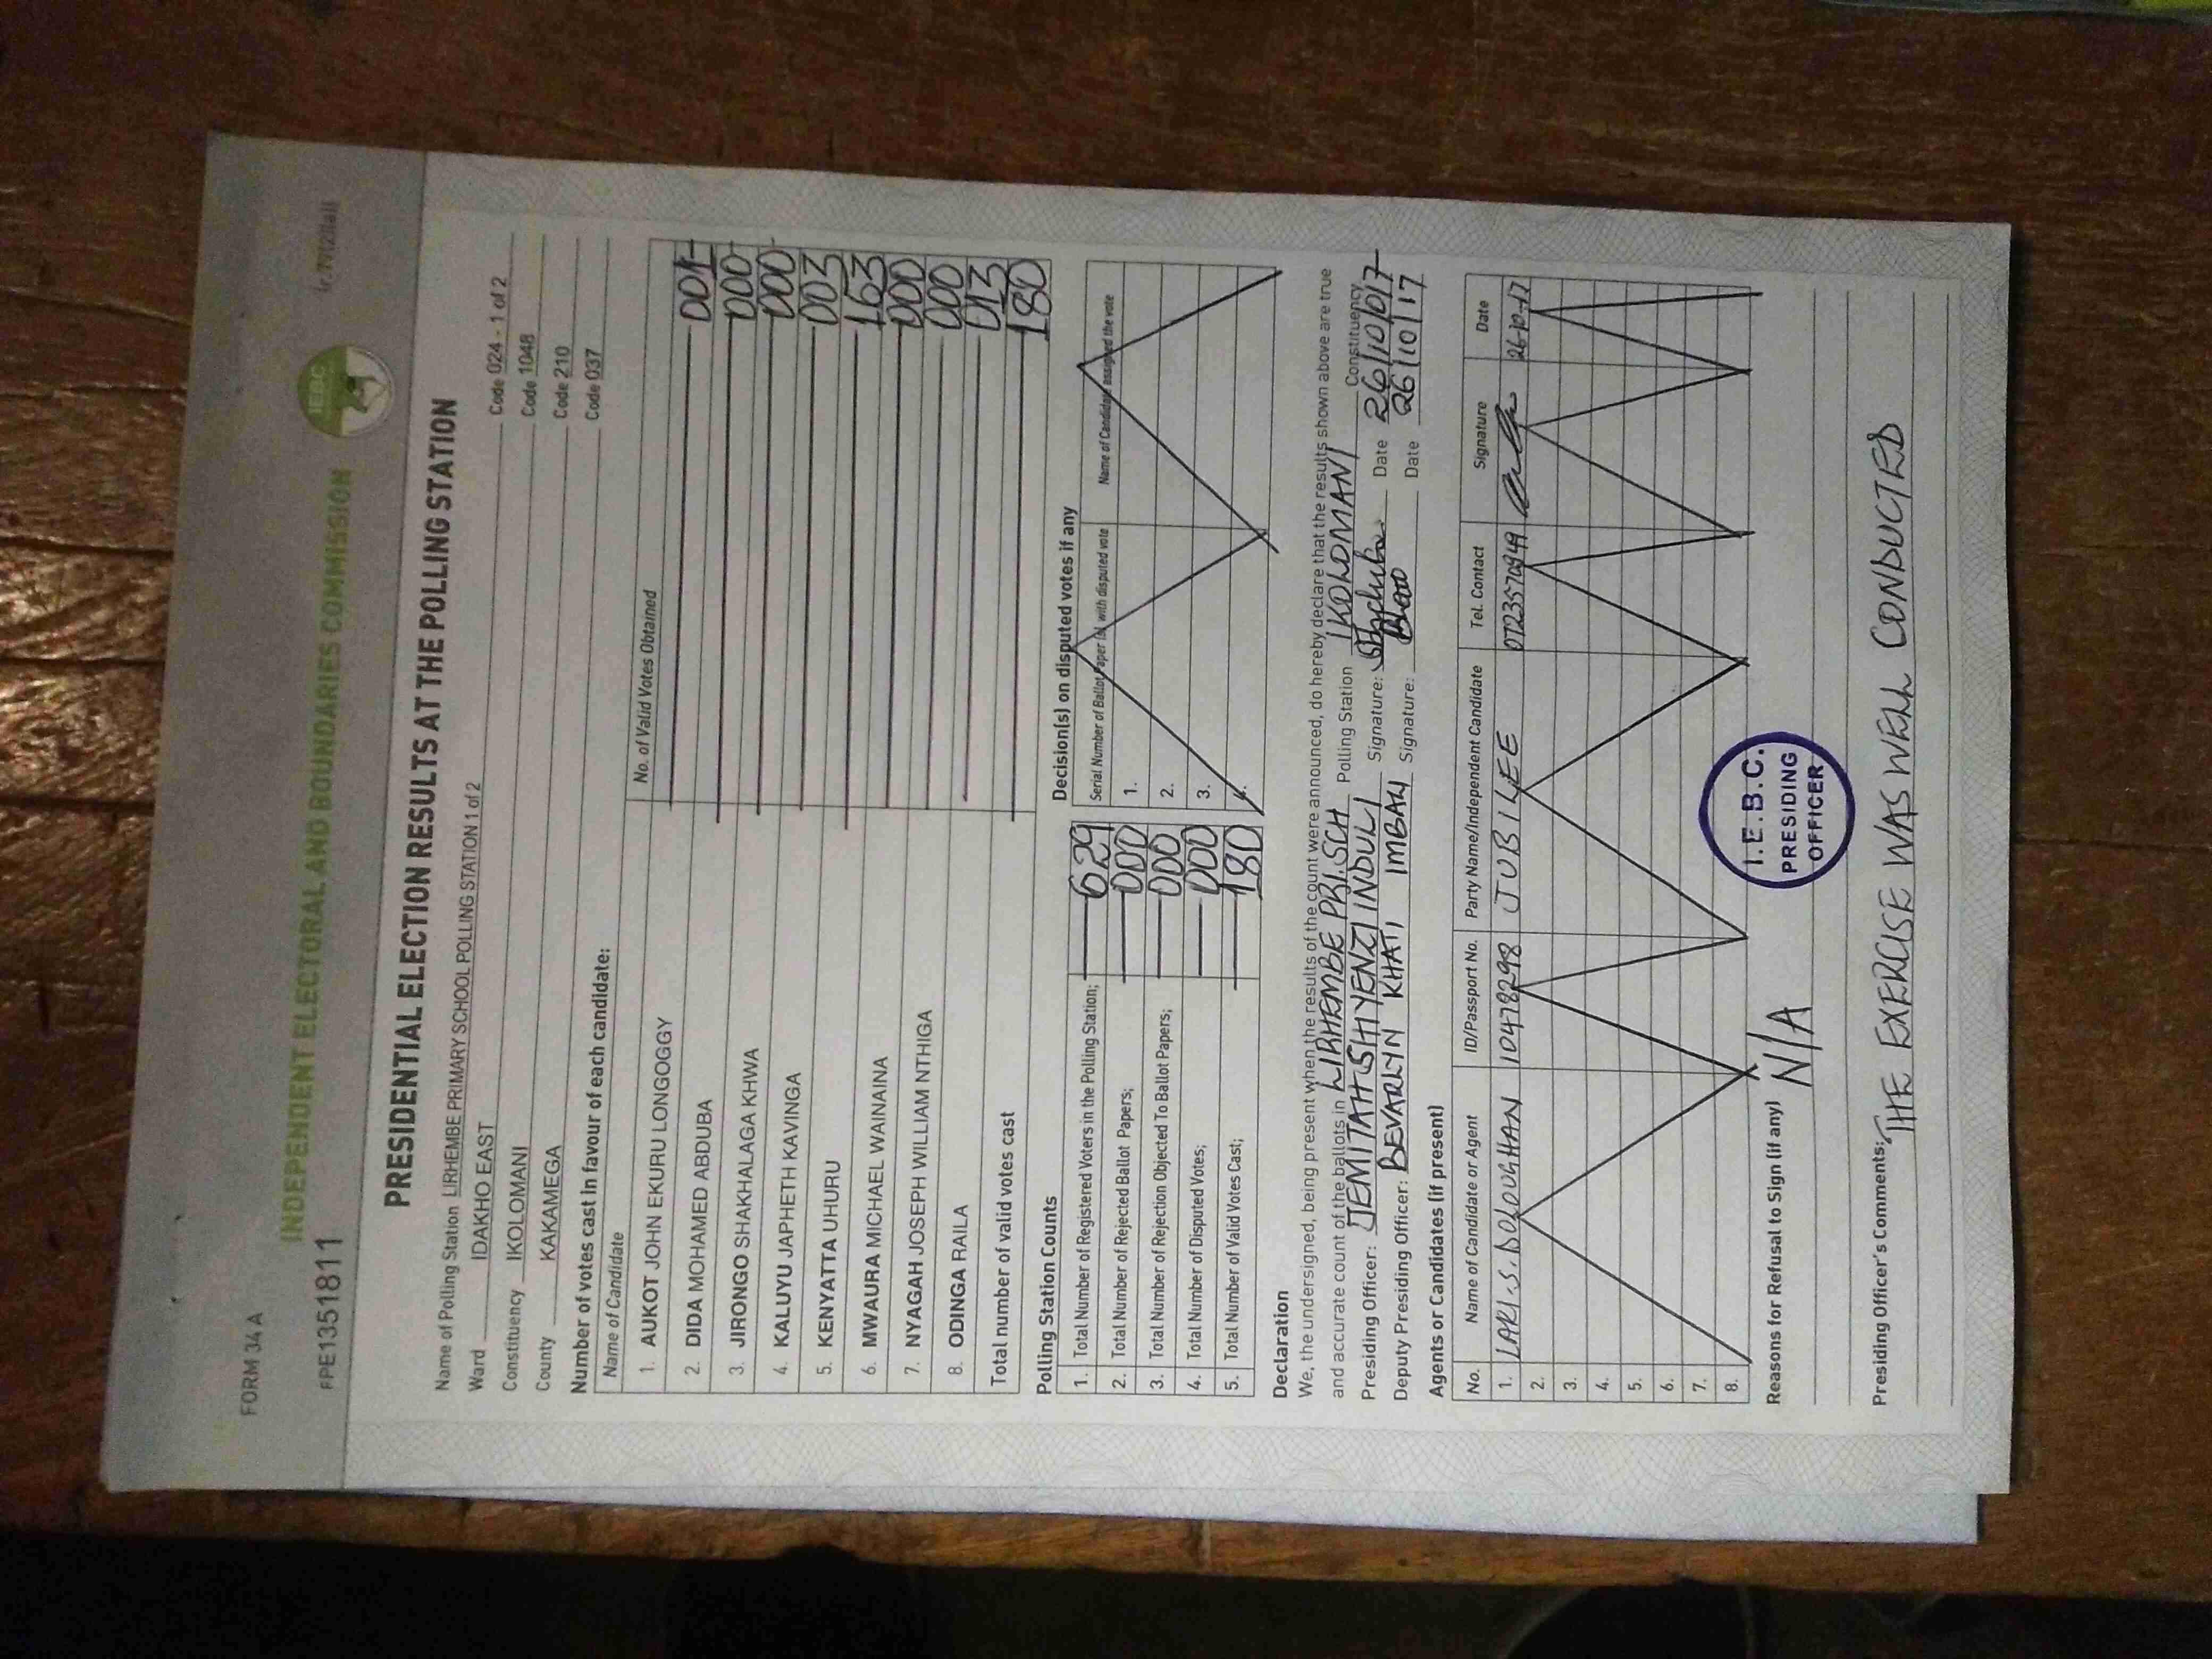 FORM 34 A
FPE1351811
INDEPENDENT ELECTORAL AND BOUNDARIES COMMISSION
IEBC
PRESIDENTIAL ELECTION RESULTS AT THE POLLING STATION
Name of Polling Station LIRHEMBE PRIMARY SCHOOL POLLING STATION 1 of 2 Code 024 - 1 of 2
Ward IDAKHO EAST Code 1048
Constituency IKOLOMANI Code 210
County KAKAMEGA Code 037
Number of votes cast in favour of each candidate:
Name of Candidate No. of Valid Votes Obtained
1. AUKOT JOHN EKURU LONGOGGY 001
2. DIDA MOHAMED ABDUBA 000
3. JIRONGO SHAKHALAGA KHWA 000
4. KALUYU JAPHETH KAVINGA 003
5. KENYATTA UHURU 163
6. MWAURA MICHAEL WAINAINA 000
7. NYAGAH JOSEPH WILLIAM NTHIGA 000
8. ODINGA RAILA 013
Total number of valid votes cast 180
Polling Station Counts
1. Total Number of Registered Voters in the Polling Station; 629
2. Total Number of Rejected Ballot Papers; 000
3. Total Number of Rejection Objected To Ballot Papers; 000
4. Total Number of Disputed Votes; 000
5. Total Number of Valid Votes Cast; 180
Decision(s) on disputed votes if any
Serial Number of Ballot Paper (s) with disputed vote Name of Candidate assigned the vote
1.
2.
3.
4.
Declaration
We, the undersigned, being present when the results of the count were announced, do hereby declare that the results shown above are true
and accurate count of the ballots in LIRHEMBE PRI. SCH Polling Station IKOLOMANI Constituency
Presiding Officer: JEMITAH SHIYENZI INDULI Signature: Date 26/10/017
Deputy Presiding Officer: BEVARLYN KHATI IMBALI Signature: Date 26/10/17
Agents or Candidates (if present)
No. Name of Candidate or Agent ID/Passport No. Party Name/Independent Candidate Tel. Contact Signature Date
1. LARI.S. DOLOUGHAN 10478298 JUBILEE 0723570949 26-10-17
2.
3.
4.
5.
6.
7.
8.
Reasons for Refusal to Sign (if any) N/A
I.E.B.C.
PRESIDING
OFFICER
Presiding Officer's Comments: THE EXERCISE WAS WELL CONDUCTED